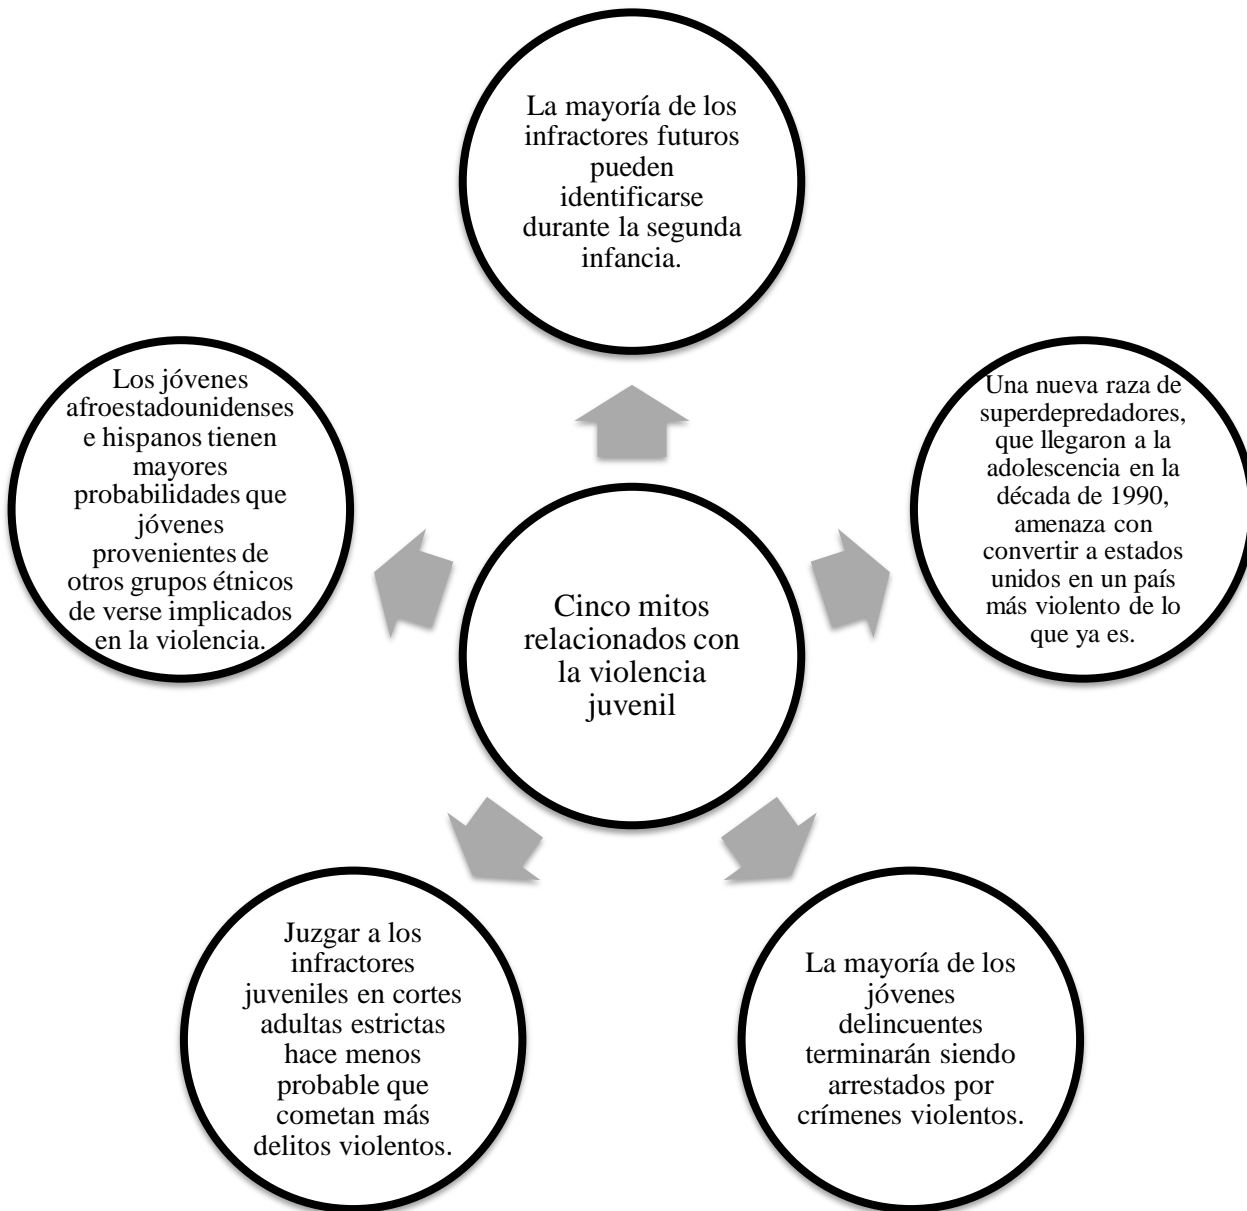 La mayoría de los
infractores futuros
pueden
identificarse
durante la segunda
infancia.
Los jóvenes
afroestadounidenses
e hispanos tienen
mayores
probabilidades que
jóvenes
provenientes de
otros grupos étnicos
de verse implicados
en la violencia.
Una nueva raza de
superdepredadores,
que llegaron a la
adolescencia en la
década de 1990,
amenaza con
convertir a estados
unidos en un país
más violento de lo
que ya es.
Cinco mitos
relacionados con
la violencia
juvenil
Juzgar a los
infractores
juveniles en cortes
adultas estrictas
hace menos
probable que
cometan más
delitos violentos.
La mayoría de los
jóvenes
delincuentes
terminarán siendo
arrestados por
crímenes violentos.